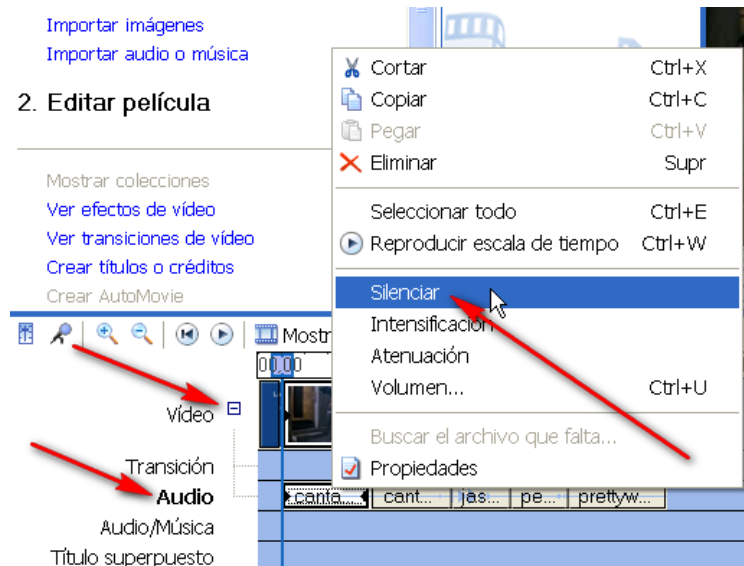 Importar imágenes
Importar audio o música
2. Editar película
Mostrar colecciones
Ver efectos de vídeo
Ver transiciones de vídeo
Crear títulos o créditos
Crear AutoMovie
Cortar Ctrl+X
Copiar Ctrl+C
Pegar Ctrl+V
Eliminar Supr
Seleccionar todo Ctrl+E
Reproducir escala de tiempo Ctrl+W
Silenciar
Intensificación
Atenuación
Volumen... Ctrl+U
Buscar el archivo que falta...
Propiedades
Mostr
Vídeo
Transición
Audio
canta... cant... jas... pe... prettyw...
Audio/Música
Título superpuesto